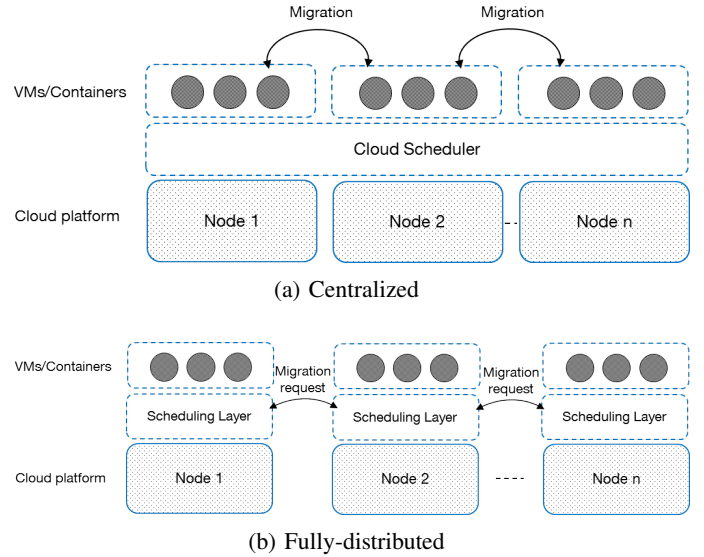 Migration Migration
VMs/Containers
Cloud Scheduler
Cloud platform Node 1 Node 2 Node n
(a) Centralized
VMs/Containers
Migration request Migration request
Scheduling Layer Scheduling Layer Scheduling Layer
Cloud platform Node 1 Node 2 Node n
(b) Fully-distributed